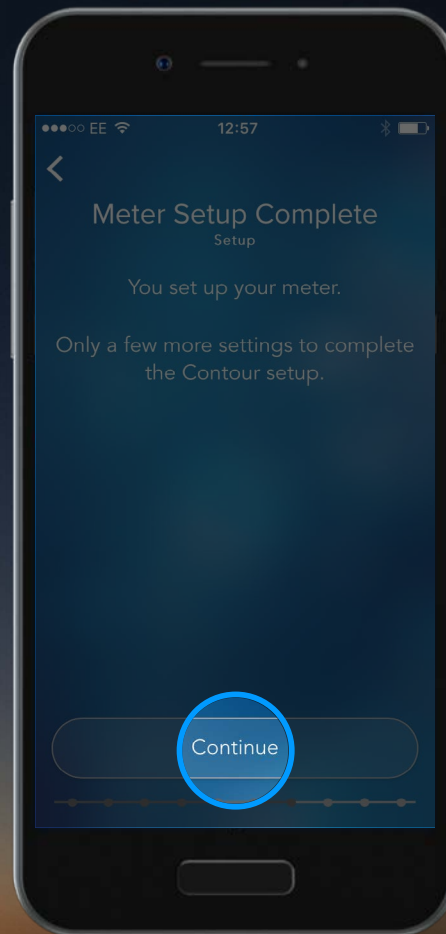 EE 12:57
Meter Setup Complete
Setup
You set up your meter.
Only a few more settings to complete
the Contour setup.
Continue